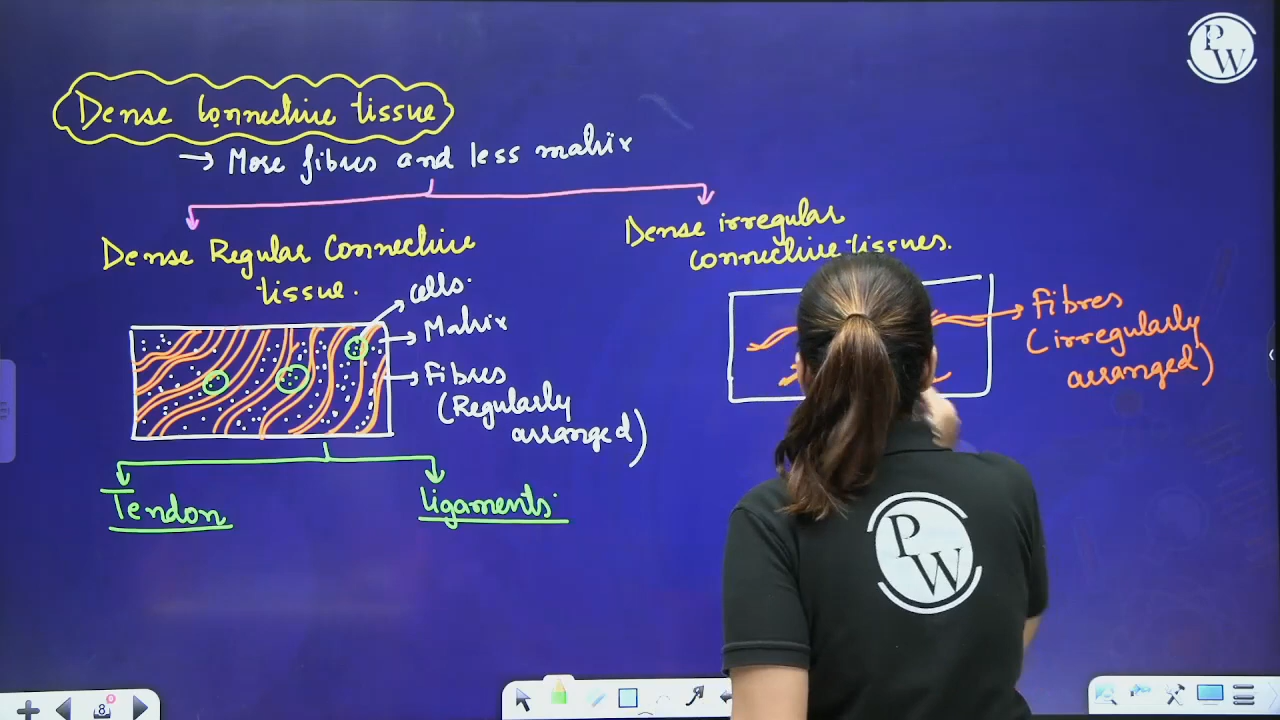 PW
Dense Connective tissue
→ More fibres and less matrix
Dense Regular Connective
tissue.
Dense irregular
connective tissues.
cells.
Matrix
Fibres
(Regularly
arranged)
Fibres
(irregularly
arranged)
Tendon
Ligaments.
PW
8